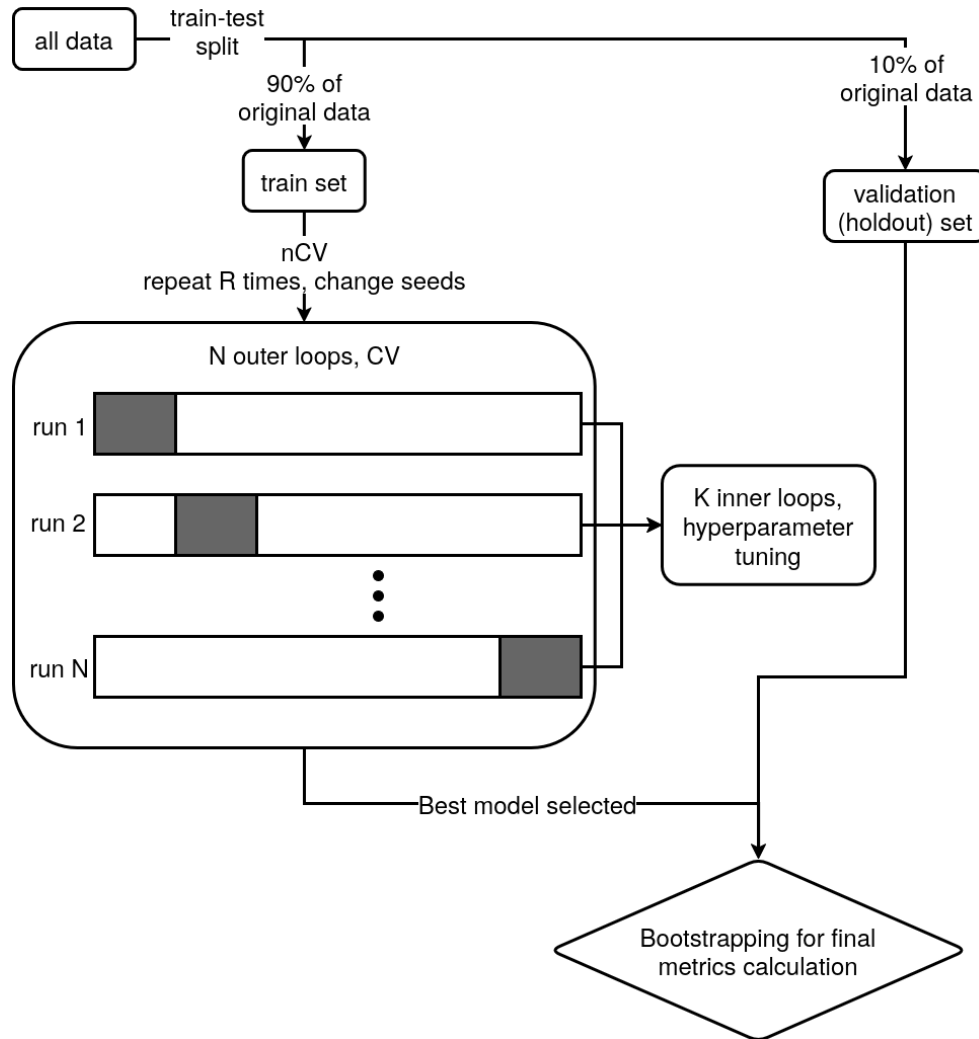 all data
train-test
split
90% of
original data
10% of
original data
train set
validation
(holdout) set
nCV
repeat R times, change seeds
N outer loops, CV
run 1
run 2
run N
K inner loops,
hyperparameter
tuning
Best model selected
Bootstrapping for final
metrics calculation